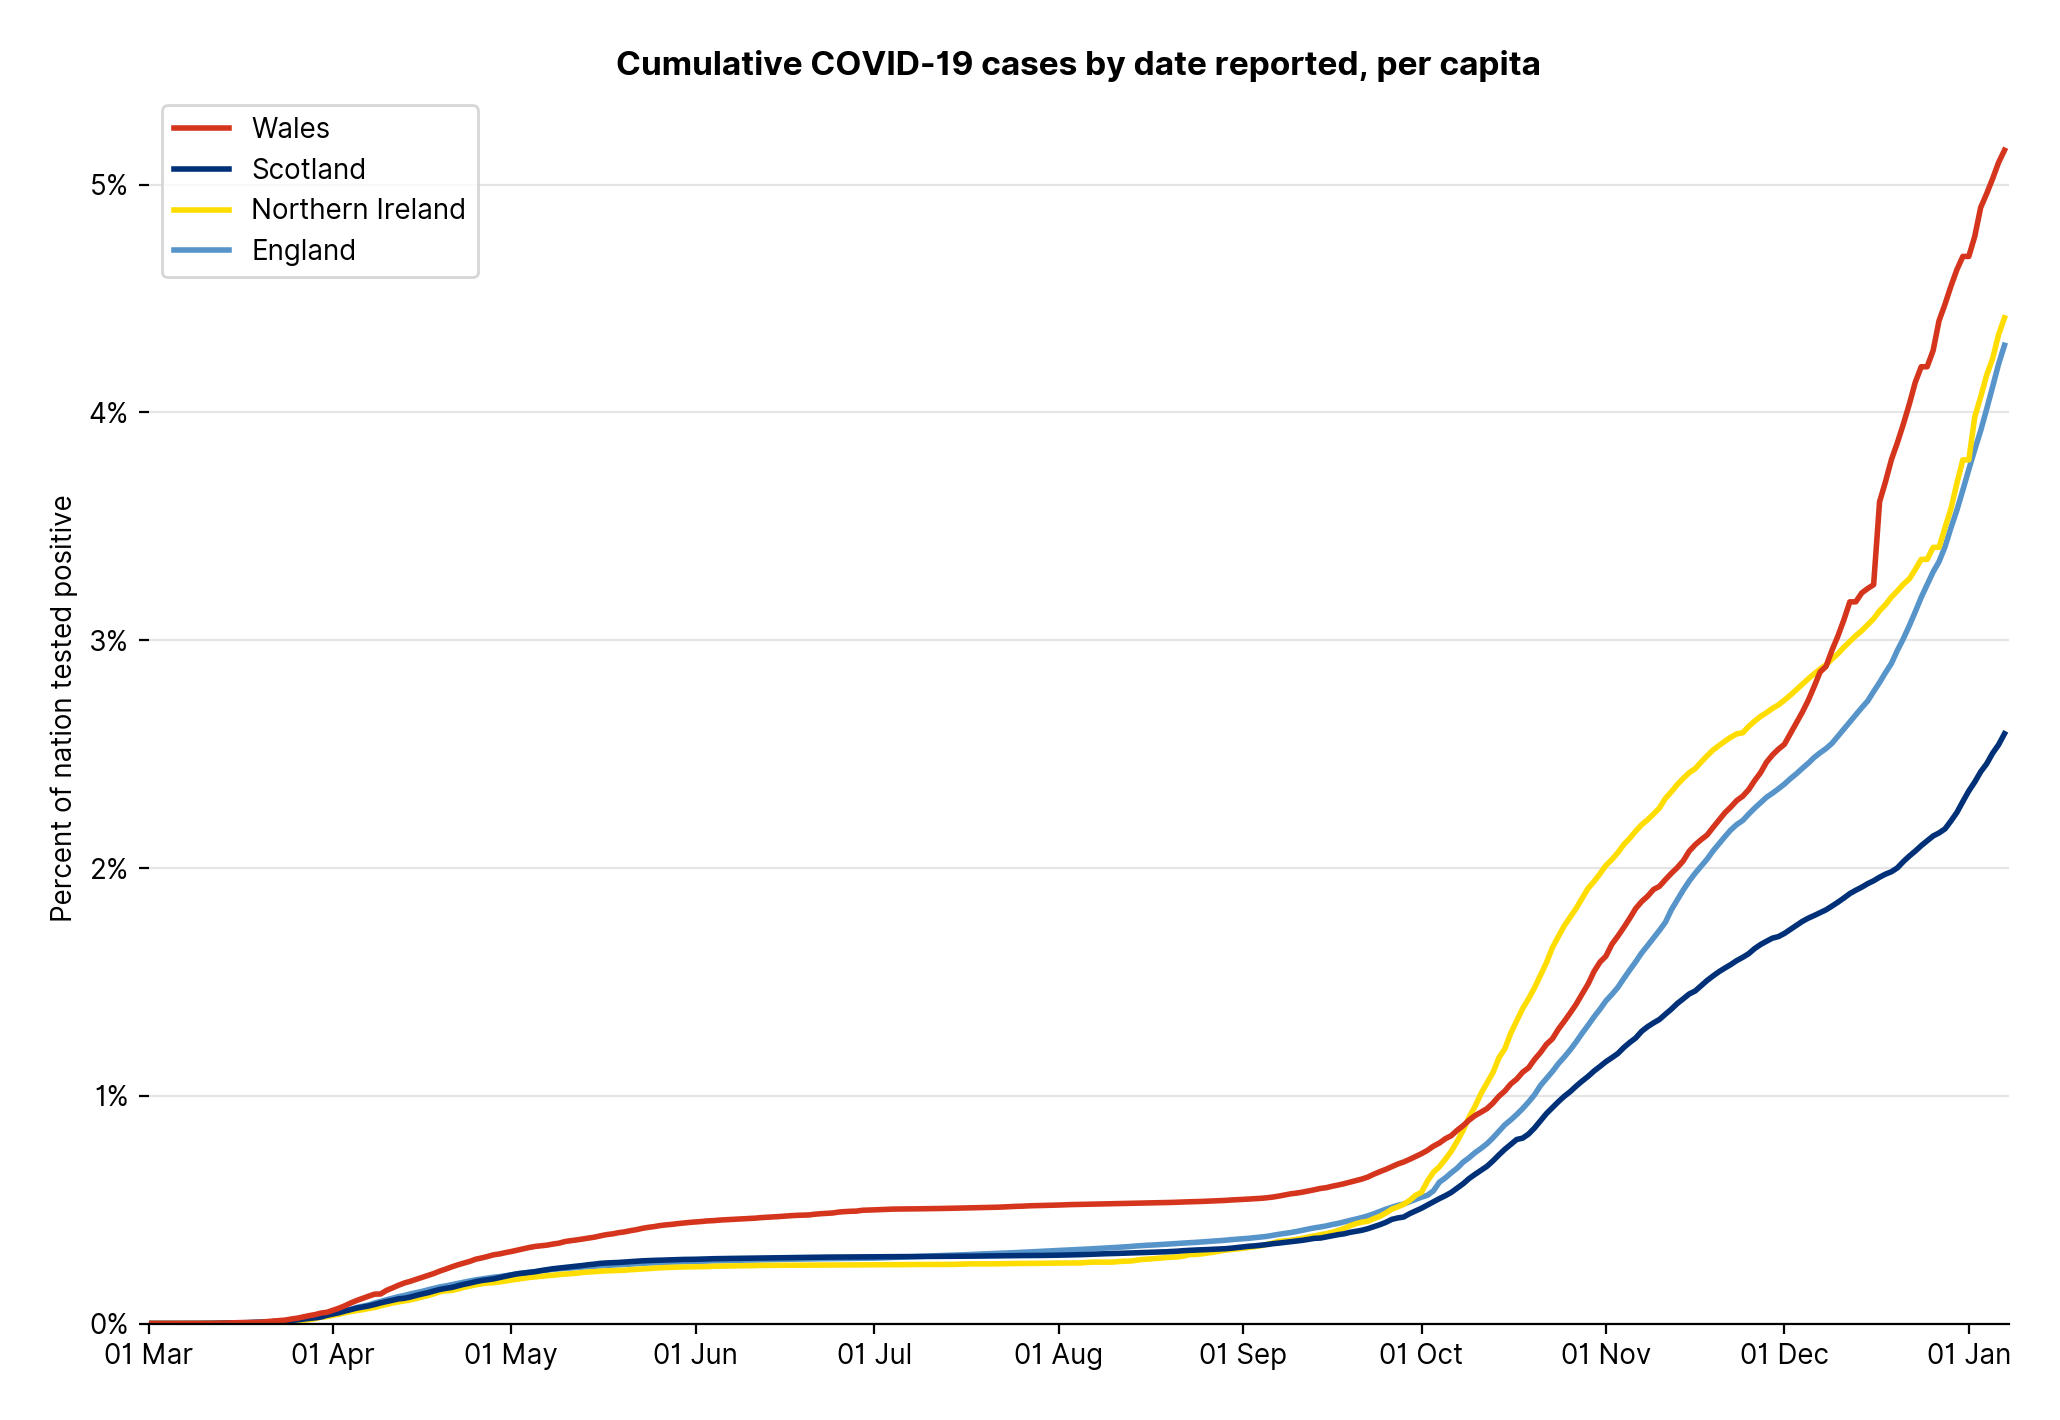 Cumulative COVID-19 cases by date reported, per capita
Wales
Scotland
Northern Ireland
England
Percent of nation tested positive
5%
4%
3%
2%
1%
0%
01 Mar
01 Apr
01 May
01 Jun
01 Jul
01 Aug
01 Sep
01 Oct
01 Nov
01 Dec
01 Jan